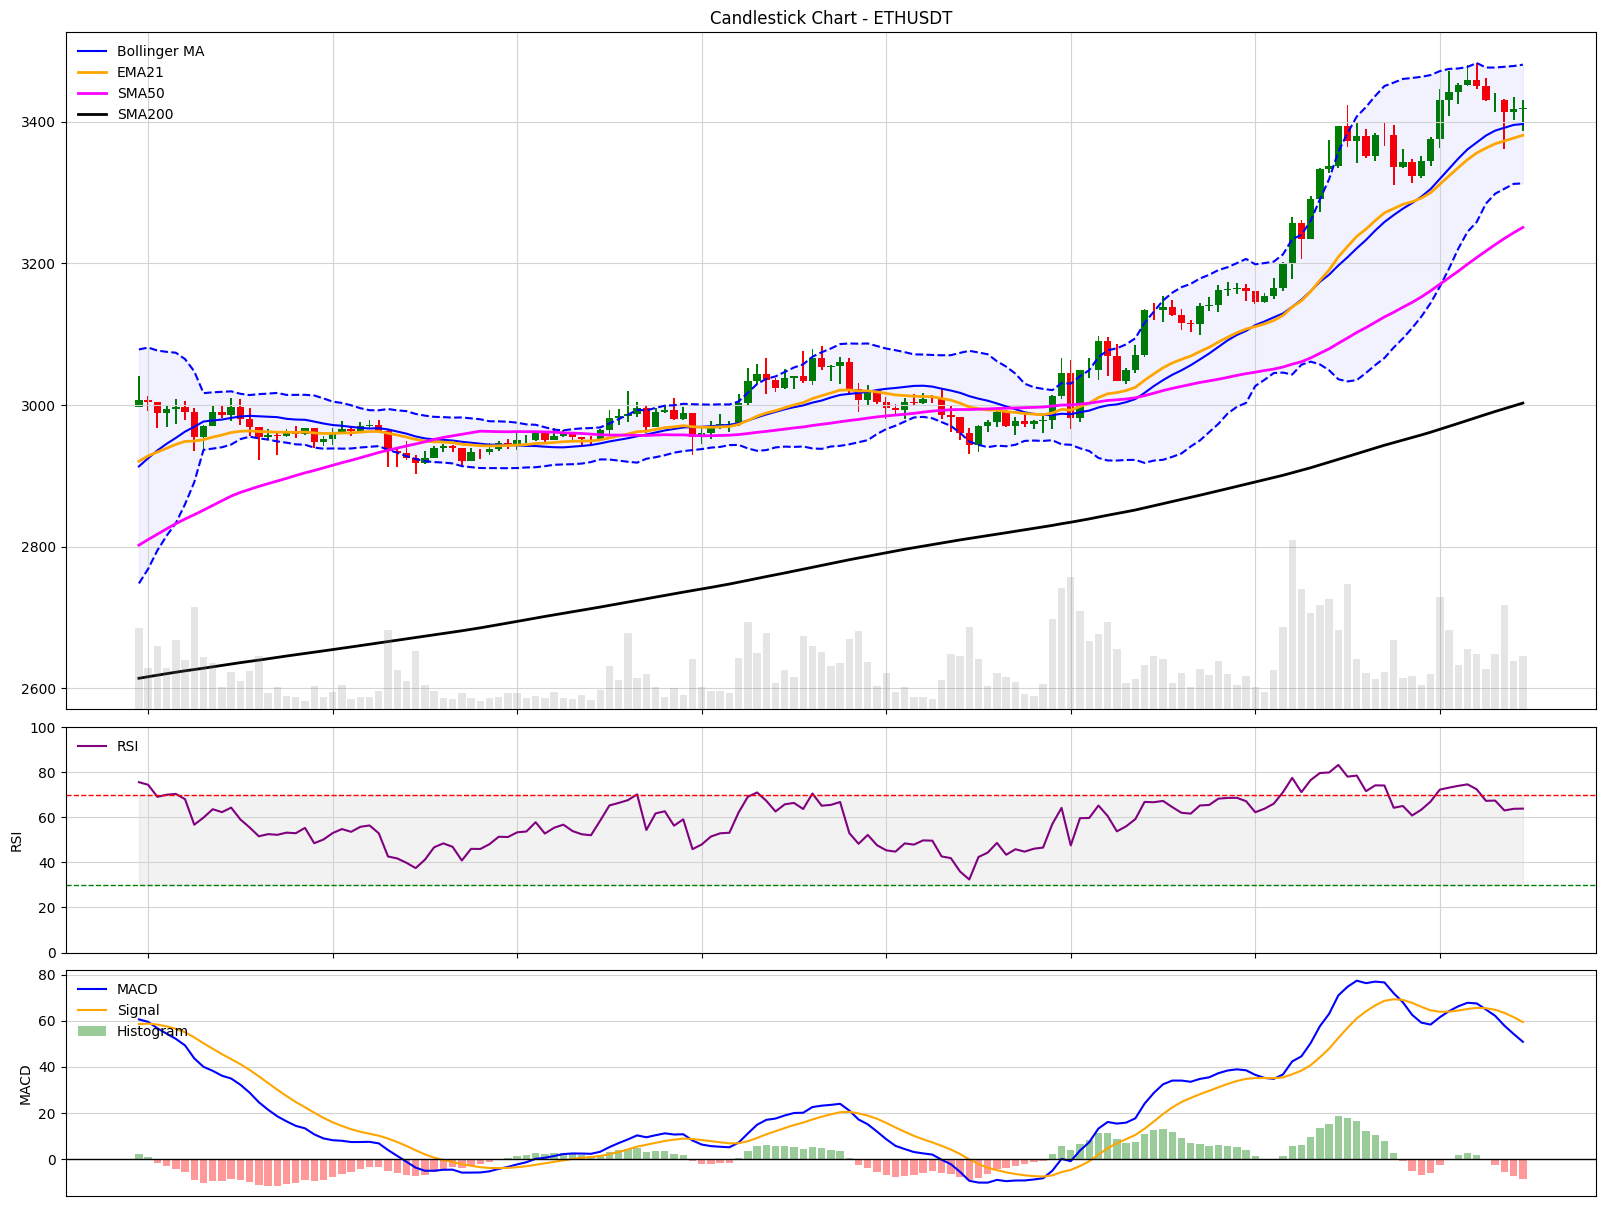 Candlestick Chart - ETHUSDT
Bollinger MA
EMA21
SMA50
SMA200
3400
3200
3000
2800
2600
100
80
60
40
20
0
RSI
RSI
80
60
40
20
0
MACD
MACD
Signal
Histogram